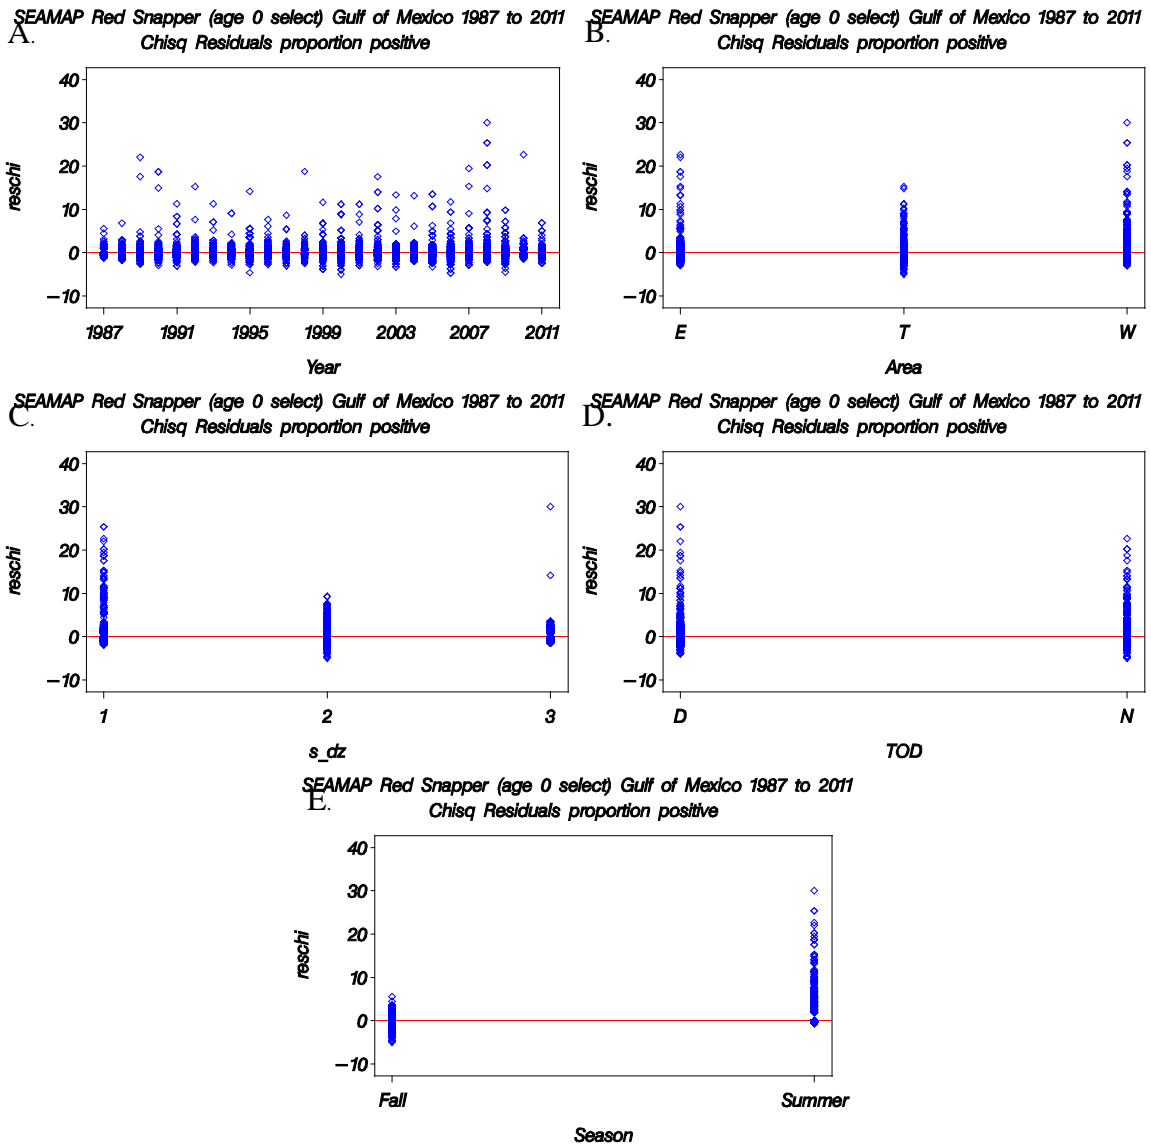 SEAMAP Red Snapper (age 0 select) Gulf of Mexico 1987 to 2011
A.
Chisq Residuals proportion positive
40
30
20
10
0
−10
reschi
1987 1991 1995 1999 2003 2007 2011
Year
SEAMAP Red Snapper (age 0 select) Gulf of Mexico 1987 to 2011
B.
Chisq Residuals proportion positive
40
30
20
10
0
−10
reschi
E T W
Area
SEAMAP Red Snapper (age 0 select) Gulf of Mexico 1987 to 2011
C.
Chisq Residuals proportion positive
40
30
20
10
0
−10
reschi
1 2 3
s_dz
SEAMAP Red Snapper (age 0 select) Gulf of Mexico 1987 to 2011
D.
Chisq Residuals proportion positive
40
30
20
10
0
−10
reschi
D N
TOD
SEAMAP Red Snapper (age 0 select) Gulf of Mexico 1987 to 2011
E.
Chisq Residuals proportion positive
40
30
20
10
0
−10
reschi
Fall Summer
Season